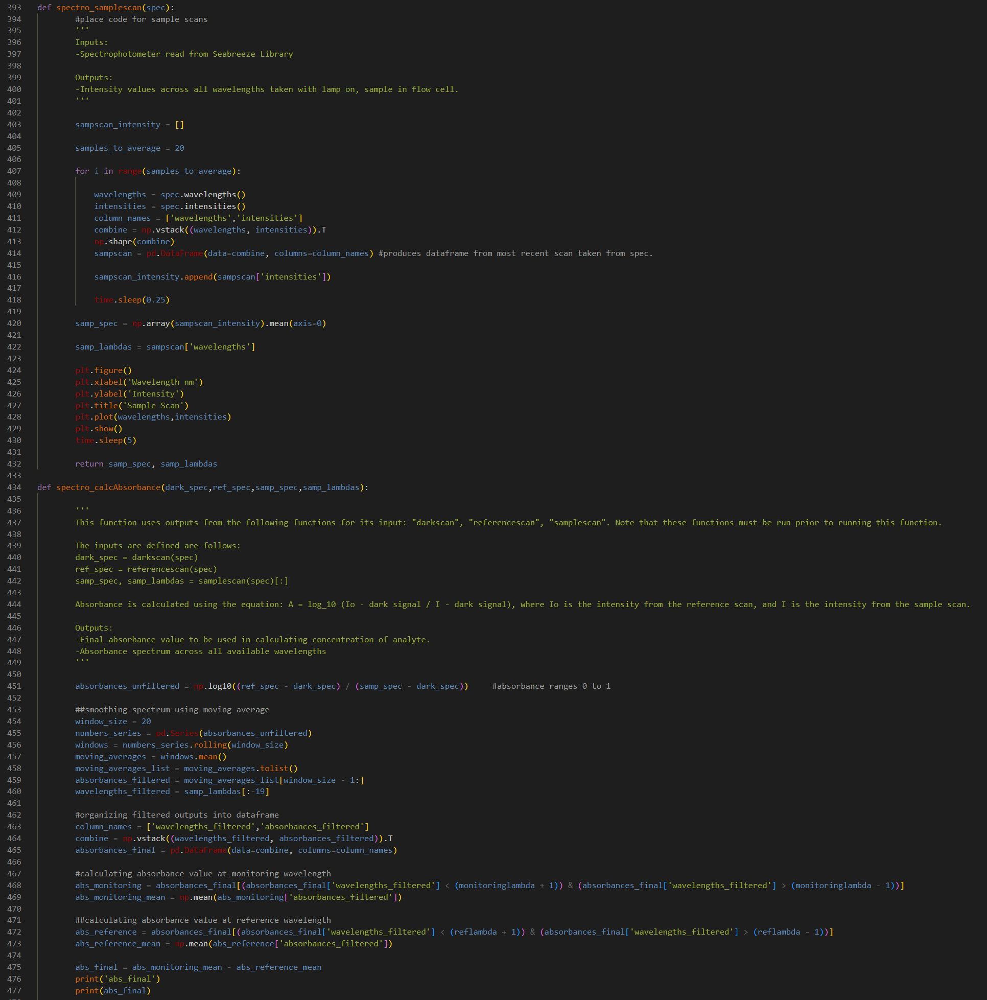 393 def spectro_samplescan(spec):
394 #place code for sample scans
395 '''
396 Inputs:
397 -Spectrophotometer read from Seabreeze Library
398
399 Outputs:
400 -Intensity values across all wavelengths taken with lamp on, sample in flow cell.
401 '''
402
403 sampscan_intensity = []
404
405 samples_to_average = 20
406
407 for i in range(samples_to_average):
408
409 wavelengths = spec.wavelengths()
410 intensities = spec.intensities()
411 column_names = ['wavelengths','intensities']
412 combine = np.vstack((wavelengths, intensities)).T
413 np.shape(combine)
414 sampscan = pd.DataFrame(data=combine, columns=column_names) #produces dataframe from most recent scan taken from spec.
415
416 sampscan_intensity.append(sampscan['intensities'])
417
418 time.sleep(0.25)
419
420 samp_spec = np.array(sampscan_intensity).mean(axis=0)
421
422 samp_lambdas = sampscan['wavelengths']
423
424 plt.figure()
425 plt.xlabel('Wavelength nm')
426 plt.ylabel('Intensity')
427 plt.title('Sample Scan')
428 plt.plot(wavelengths,intensities)
429 plt.show()
430 time.sleep(5)
431
432 return samp_spec, samp_lambdas
433
434 def spectro_calcAbsorbance(dark_spec,ref_spec,samp_spec,samp_lambdas):
435
436 '''
437 This function uses outputs from the following functions for its input: "darkscan", "referencescan", "samplescan". Note that these functions must be run prior to running this function.
438
439 The inputs are defined are follows:
440 dark_spec = darkscan(spec)
441 ref_spec = referencescan(spec)
442 samp_spec, samp_lambdas = samplescan(spec)[:]
443
444 Absorbance is calculated using the equation: A = log_10 (Io - dark signal / I - dark signal), where Io is the intensity from the reference scan, and I is the intensity from the sample scan.
445
446 Outputs:
447 -Final absorbance value to be used in calculating concentration of analyte.
448 -Absorbance spectrum across all available wavelengths
449 '''
450
451 absorbances_unfiltered = np.log10((ref_spec - dark_spec) / (samp_spec - dark_spec)) #absorbance ranges 0 to 1
452
453 ##smoothing spectrum using moving average
454 window_size = 20
455 numbers_series = pd.Series(absorbances_unfiltered)
456 windows = numbers_series.rolling(window_size)
457 moving_averages = windows.mean()
458 moving_averages_list = moving_averages.tolist()
459 absorbances_filtered = moving_averages_list[window_size - 1:]
460 wavelengths_filtered = samp_lambdas[:-19]
461
462 #organizing filtered outputs into dataframe
463 column_names = ['wavelengths_filtered','absorbances_filtered']
464 combine = np.vstack((wavelengths_filtered, absorbances_filtered)).T
465 absorbances_final = pd.DataFrame(data=combine, columns=column_names)
466
467 #calculating absorbance value at monitoring wavelength
468 abs_monitoring = absorbances_final[(absorbances_final['wavelengths_filtered'] < (monitoringlambda + 1)) & (absorbances_final['wavelengths_filtered'] > (monitoringlambda - 1))]
469 abs_monitoring_mean = np.mean(abs_monitoring['absorbances_filtered'])
470
471 ##calculating absorbance value at reference wavelength
472 abs_reference = absorbances_final[(absorbances_final['wavelengths_filtered'] < (reflambda + 1)) & (absorbances_final['wavelengths_filtered'] > (reflambda - 1))]
473 abs_reference_mean = np.mean(abs_reference['absorbances_filtered'])
474
475 abs_final = abs_monitoring_mean - abs_reference_mean
476 print('abs_final')
477 print(abs_final)